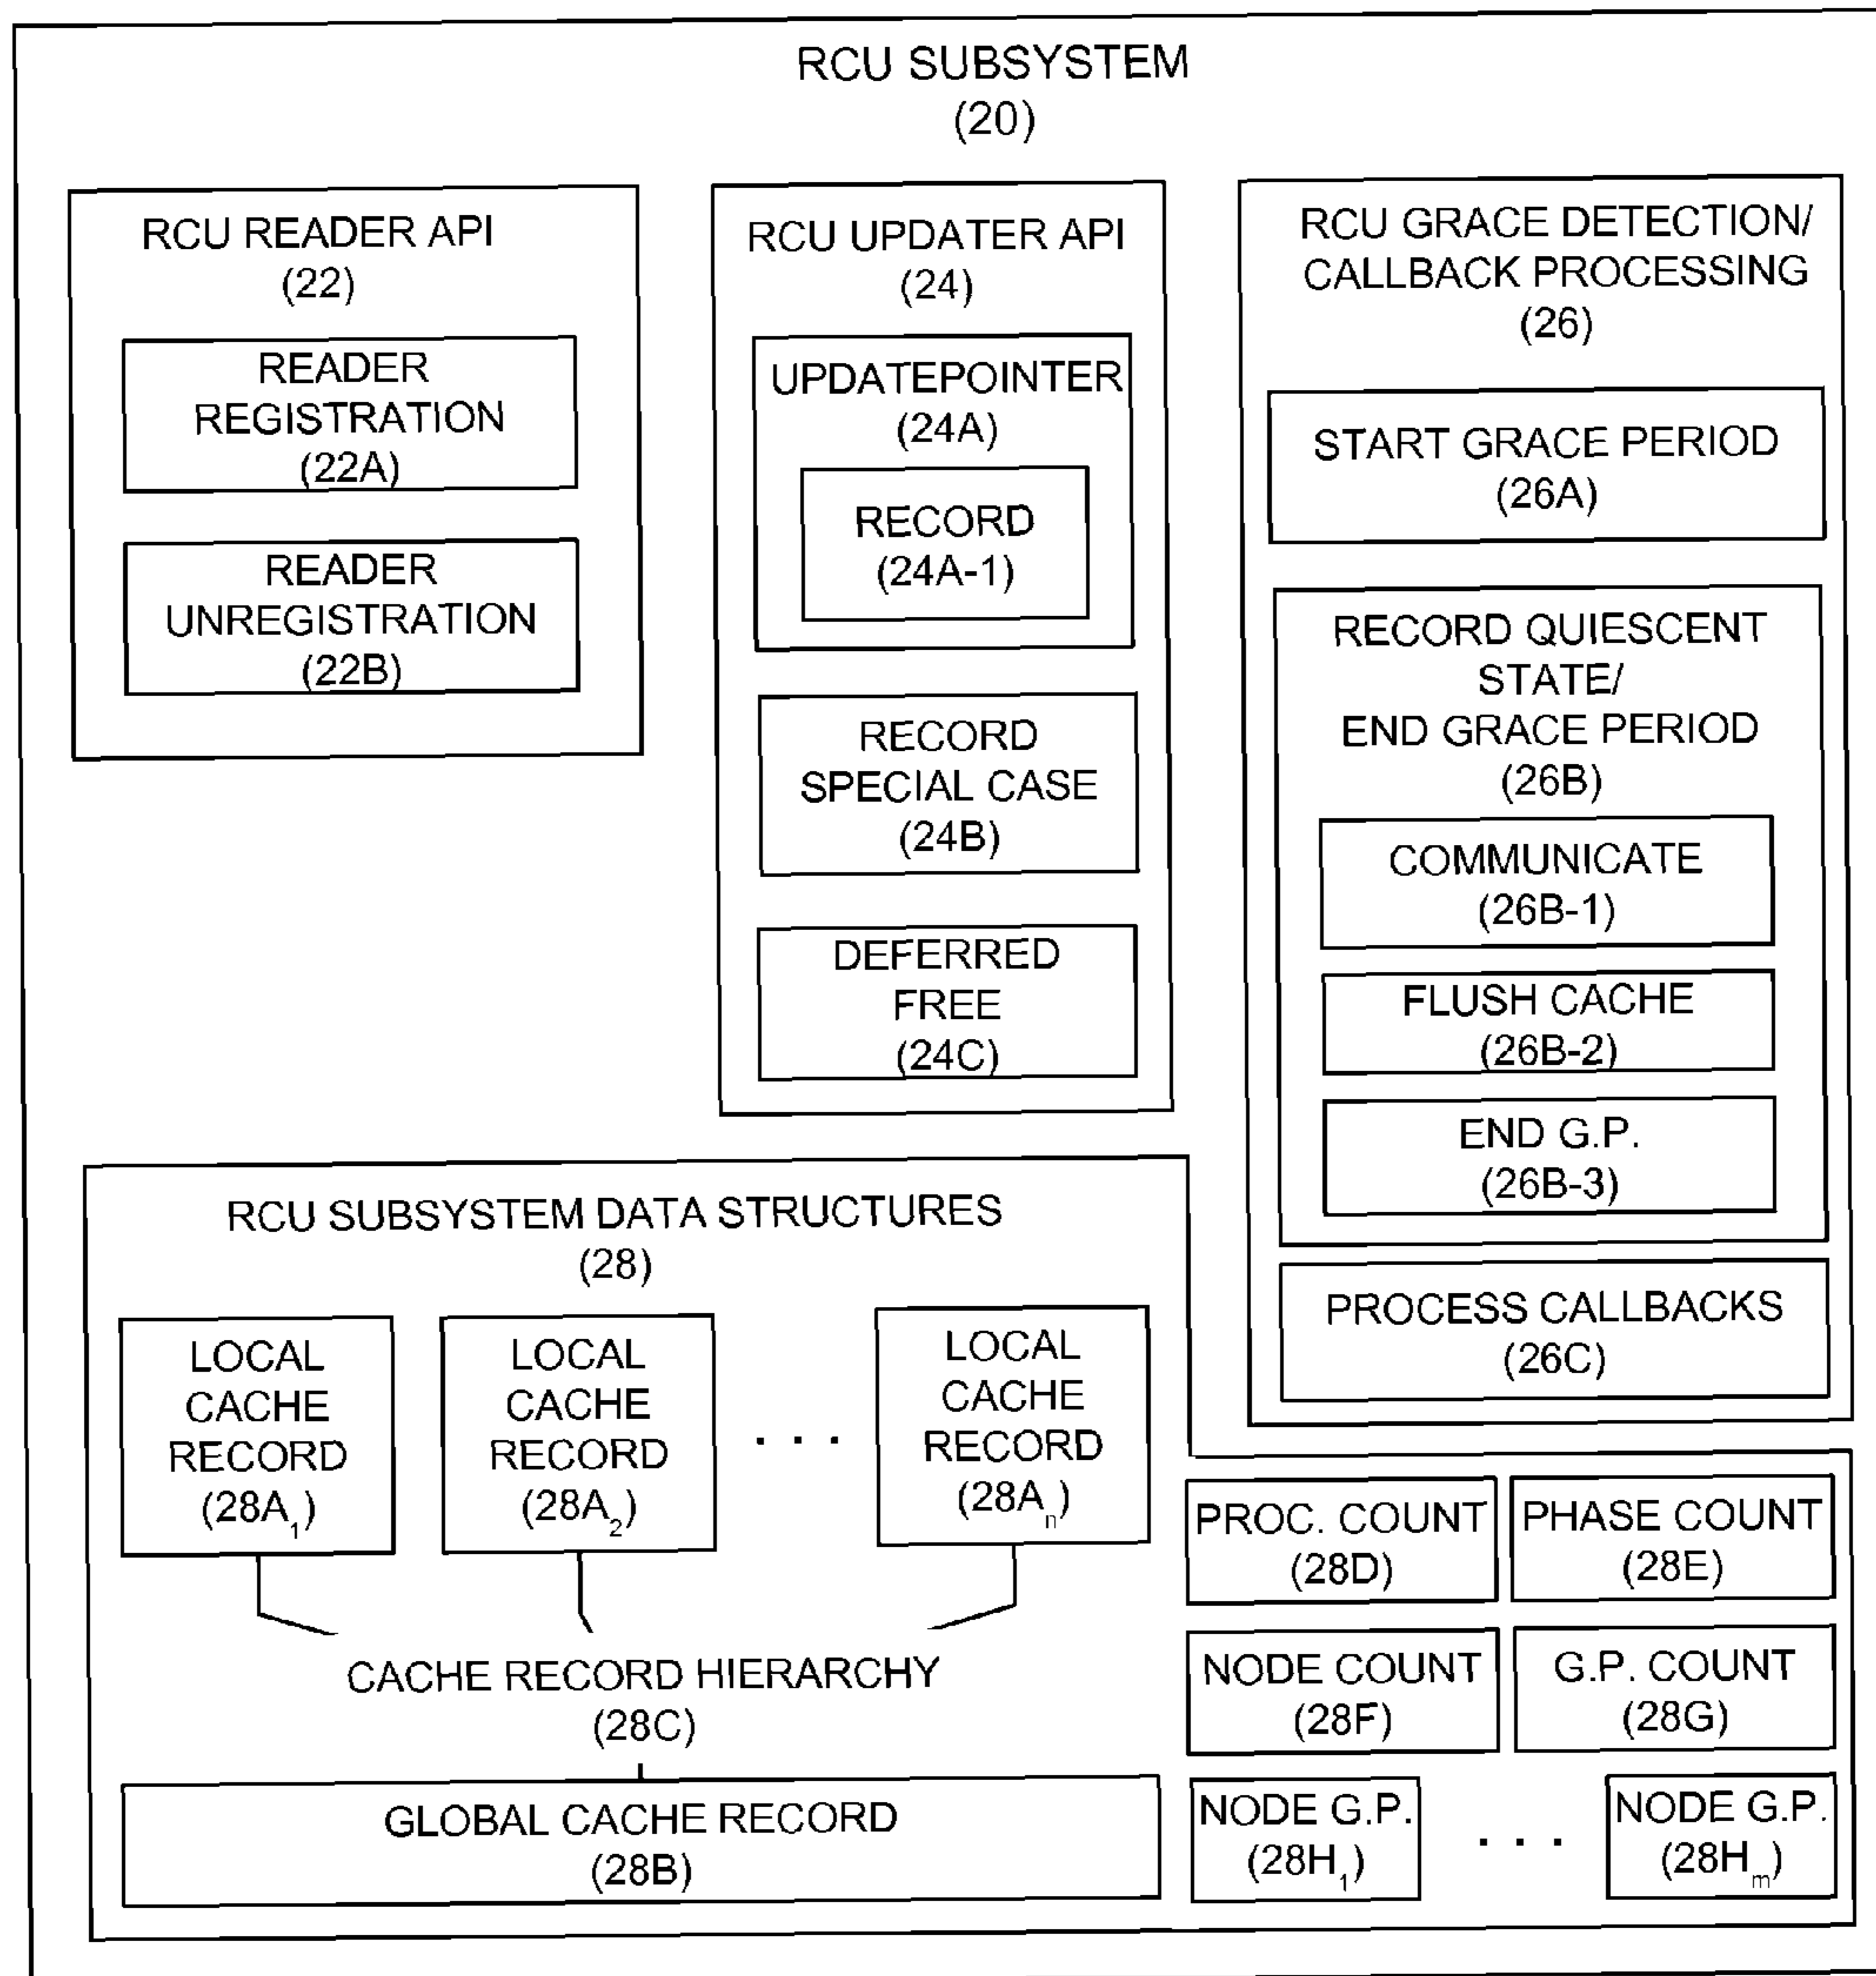 RCU SUBSYSTEM
(20)
RCU READER API
(22)
READER
REGISTRATION
(22A)
READER
UNREGISTRATION
(22B)
RCU UPDATER API
(24)
UPDATEPOINTER
(24A)
RECORD
(24A-1)
RECORD
SPECIAL CASE
(24B)
DEFERRED
FREE
(24C)
RCU GRACE DETECTION/
CALLBACK PROCESSING
(26)
START GRACE PERIOD
(26A)
RECORD QUIESCENT
STATE/
END GRACE PERIOD
(26B)
COMMUNICATE
(26B-1)
FLUSH CACHE
(26B-2)
END G.P.
(26B-3)
PROCESS CALLBACKS
(26C)
RCU SUBSYSTEM DATA STRUCTURES
(28)
LOCAL
CACHE
RECORD
(28A₁)
LOCAL
CACHE
RECORD
(28A₂)
. . .
LOCAL
CACHE
RECORD
(28Aₙ)
CACHE RECORD HIERARCHY
(28C)
GLOBAL CACHE RECORD
(28B)
PROC. COUNT
(28D)
PHASE COUNT
(28E)
NODE COUNT
(28F)
G.P. COUNT
(28G)
NODE G.P.
(28H₁)
. . .
NODE G.P.
(28Hₘ)